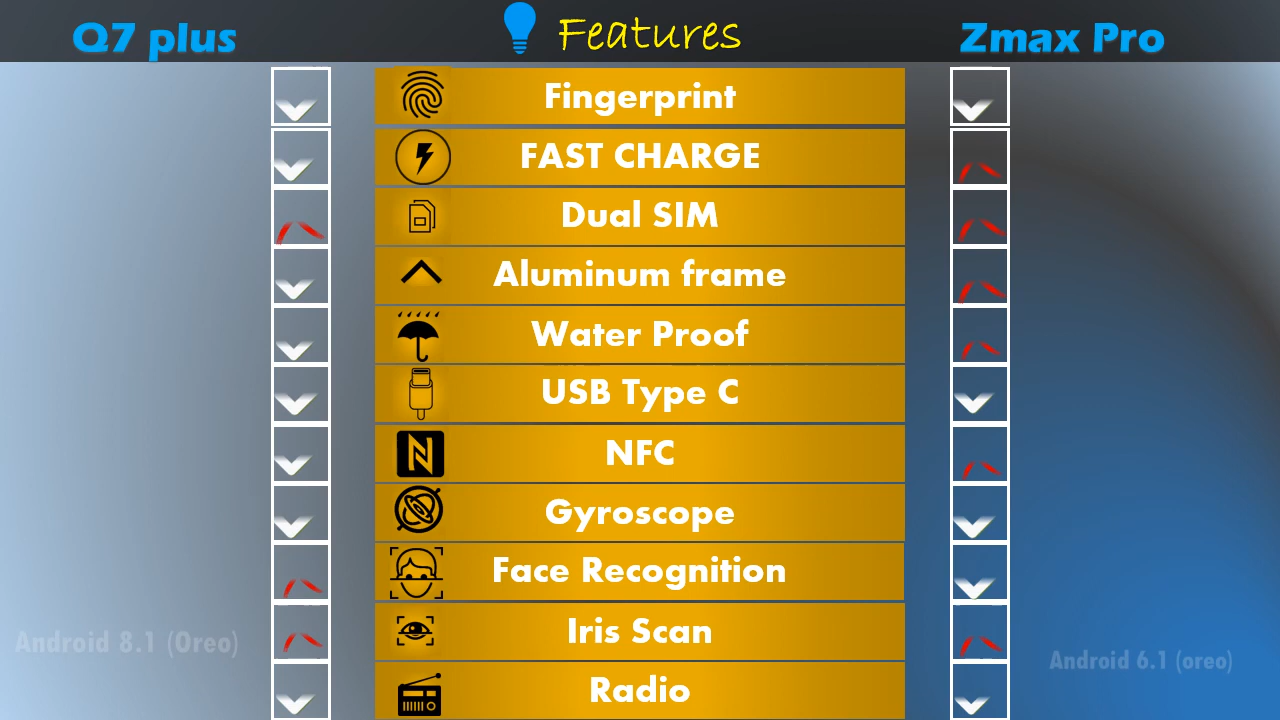 Q7 plus
Features
Zmax Pro
Fingerprint
FAST CHARGE
Dual SIM
Aluminum frame
Water Proof
USB Type C
NFC
Gyroscope
Face Recognition
Iris Scan
Android 8.1 (Oreo)
Android 6.1 (oreo)
Radio